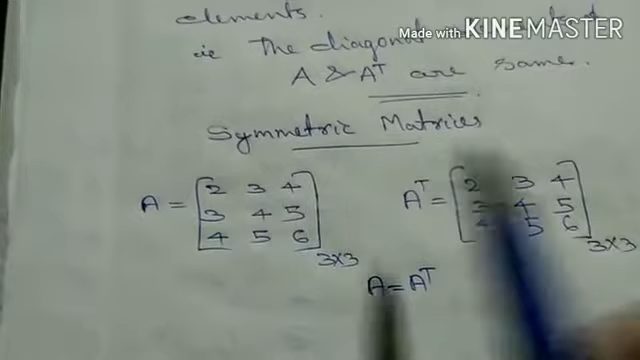 elements.
Made with KINEMASTER
ie The diagonal
A & Aᵀ are same.
Symmetric Matrices
A = [2 3 4 Aᵀ = [2 3 4
3 4 5] 3 4 5]
4 5 6]3×3 4 5 6]3×3
A = Aᵀ